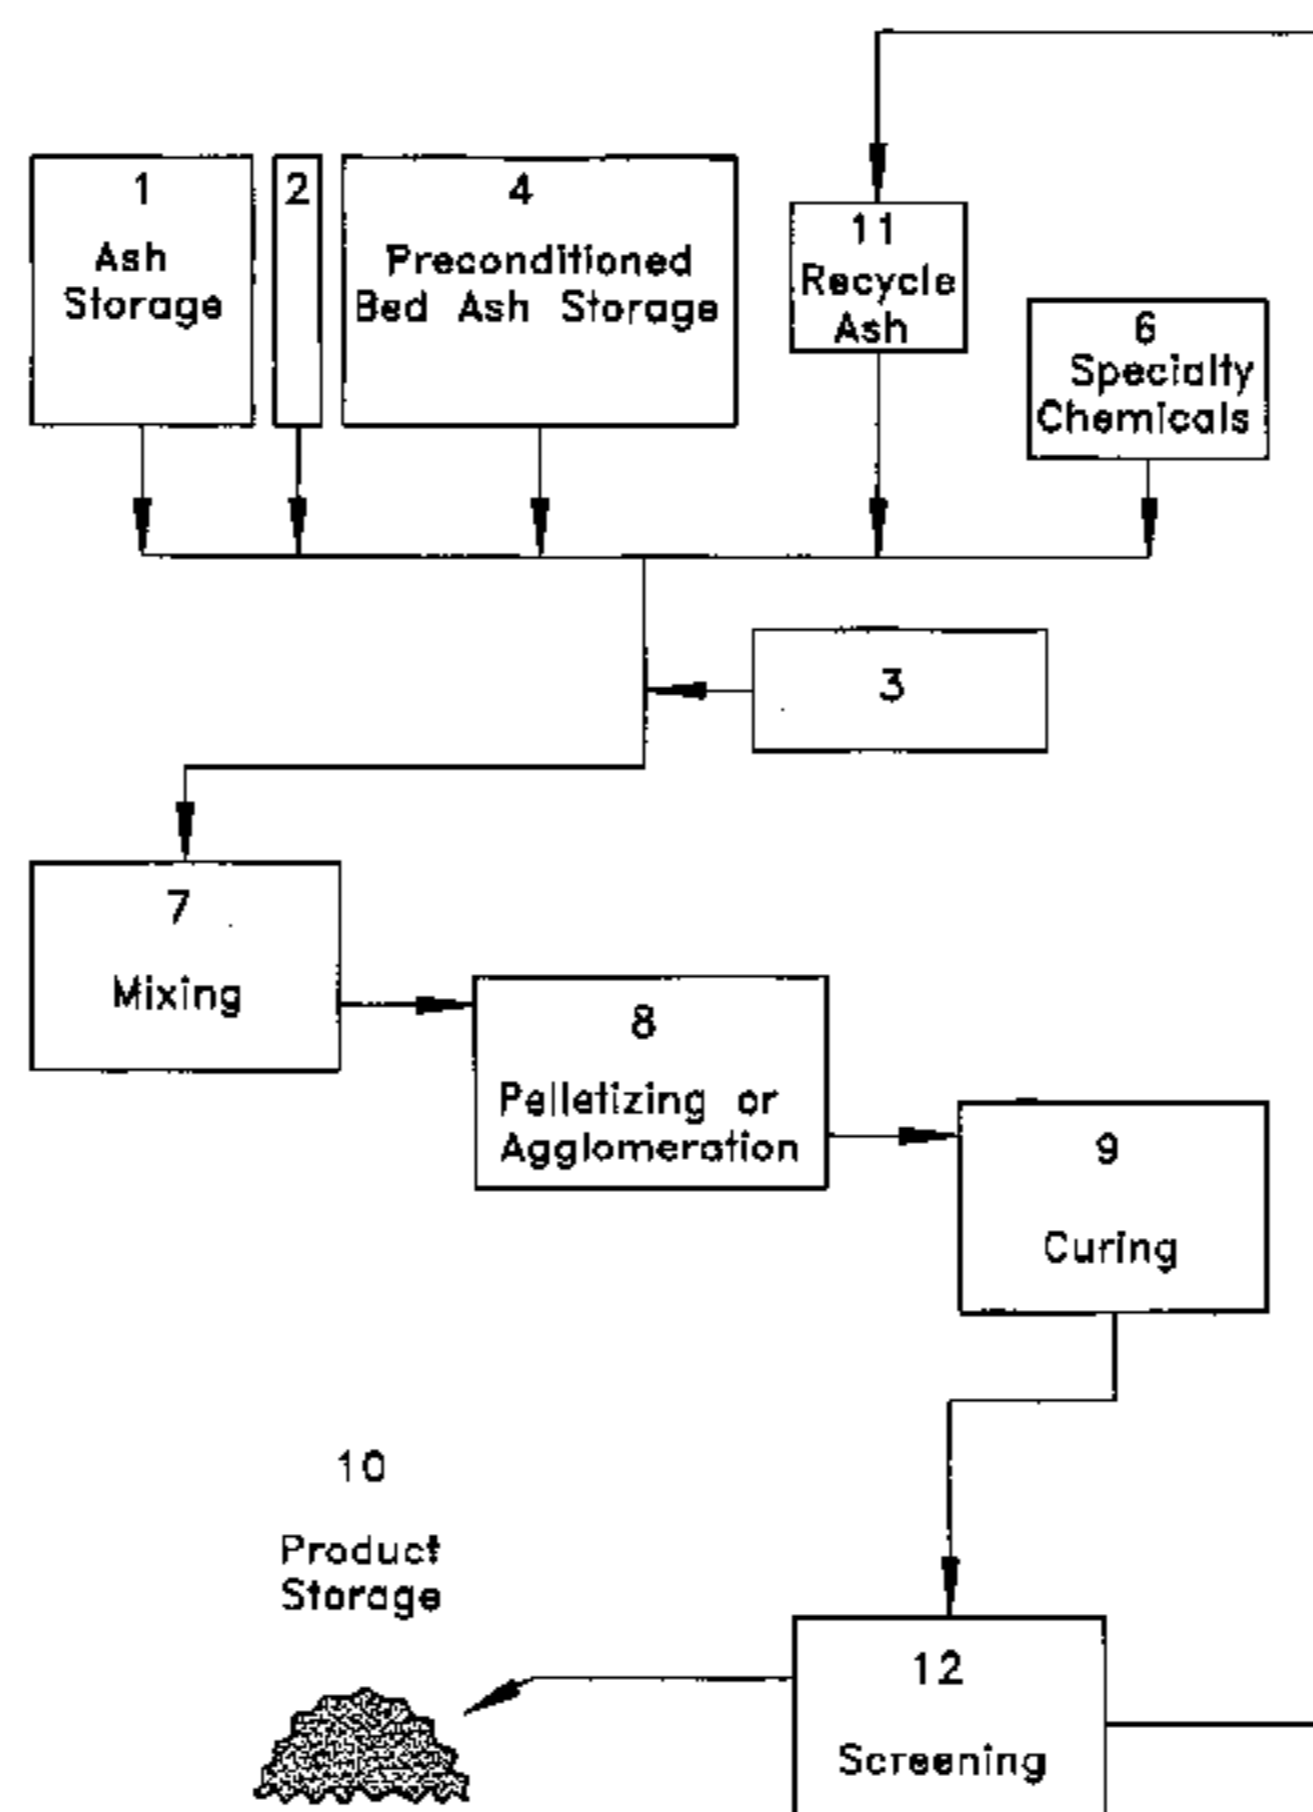 1
Ash
Storage
2
4
Preconditioned
Bed Ash Storage
11
Recycle
Ash
6
Specialty
Chemicals
3
7
Mixing
8
Pelletizing or
Agglomeration
9
Curing
10
Product
Storage
12
Screening